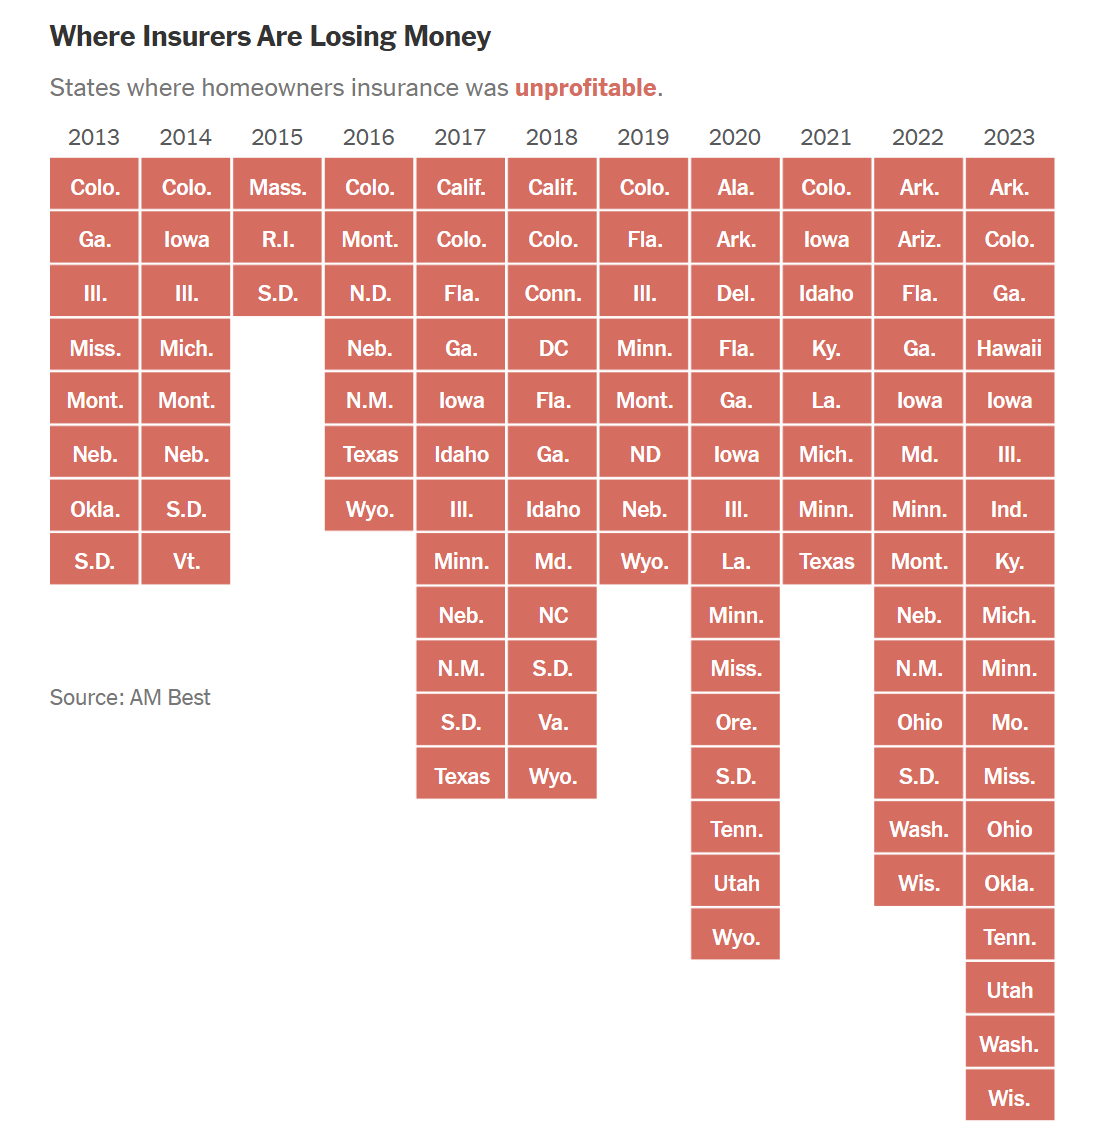 Where Insurers Are Losing Money
States where homeowners insurance was unprofitable.
2013 2014 2015 2016 2017 2018 2019 2020 2021 2022 2023
Colo. Colo. Mass. Colo. Calif. Calif. Colo. Ala. Colo. Ark. Ark.
Ga. Iowa R.I. Mont. Colo. Colo. Fla. Ark. Iowa Ariz. Colo.
Ill. Ill. S.D. N.D. Fla. Conn. Ill. Del. Idaho Fla. Ga.
Miss. Mich. Neb. Ga. DC Minn. Fla. Ky. Ga. Hawaii
Mont. Mont. N.M. Iowa Fla. Mont. Ga. La. Iowa Iowa
Neb. Neb. Texas Idaho Ga. ND Iowa Mich. Md. Ill.
Okla. S.D. Wyo. Ill. Idaho Neb. Ill. Minn. Minn. Ind.
S.D. Vt. Minn. Md. Wyo. La. Texas Mont. Ky.
Neb. NC Minn. Neb. Mich.
N.M. S.D. Miss. N.M. Minn.
Source: AM Best
S.D. Va. Ore. Ohio Mo.
Texas Wyo. S.D. S.D. Miss.
Tenn. Wash. Ohio
Utah Wis. Okla.
Wyo. Tenn.
Utah
Wash.
Wis.